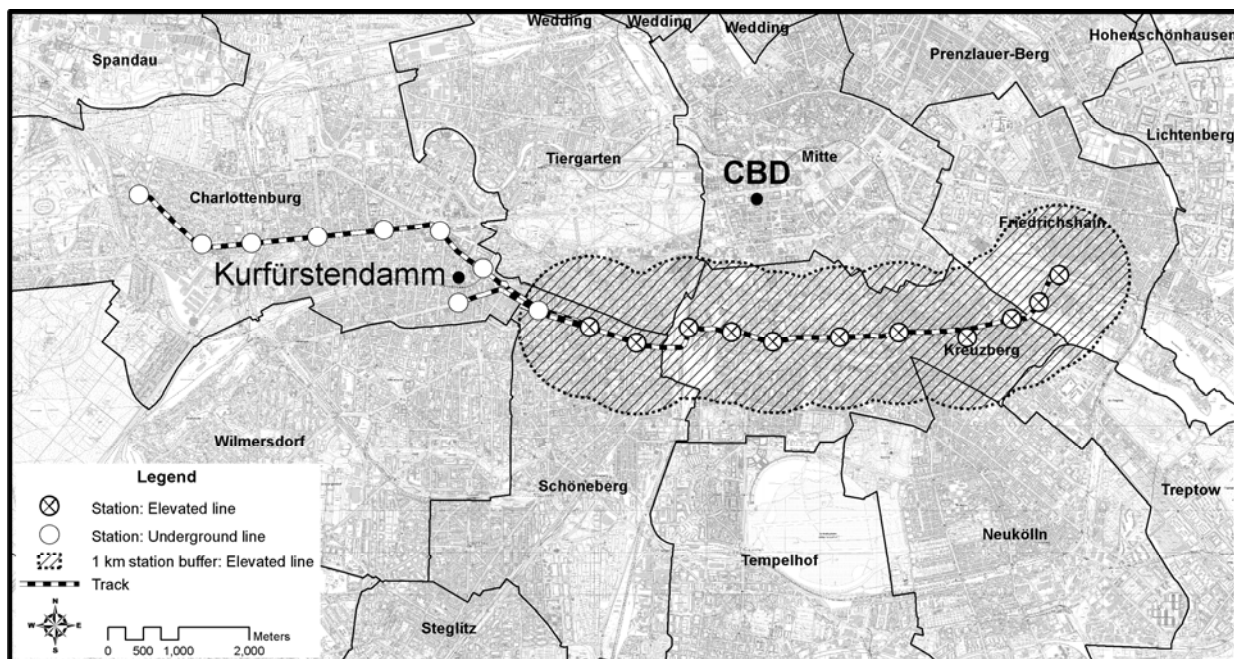 Wedding
Wedding
Wedding
Hohenschönhausen
Spandau
Prenzlauer-Berg
Lichtenberg
Tiergarten
Mitte
CBD
Charlottenburg
Friedrichshain
Kurfürstendamm
Kreuzberg
Wilmersdorf
Schöneberg
Treptow
Neukölln
Tempelhof
Steglitz
Legend
Station: Elevated line
Station: Underground line
1 km station buffer: Elevated line
Track
N
W E
S
Meters
0 500 1,000 2,000